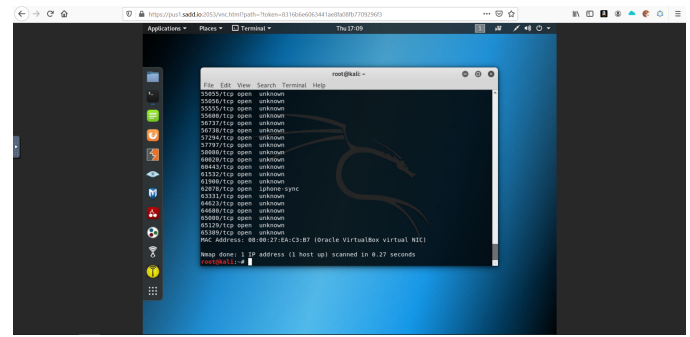 https://pus1.sadd.io:2053/vnc.html?path=?token=8316b6e6063441ae8fa08fb7709296f3
Applications Places Terminal Thu 17:09 1
root@kali: ~
File Edit View Search Terminal Help
55055/tcp open unknown
55056/tcp open unknown
55555/tcp open unknown
55600/tcp open unknown
56737/tcp open unknown
56738/tcp open unknown
57294/tcp open unknown
57797/tcp open unknown
58080/tcp open unknown
60020/tcp open unknown
60443/tcp open unknown
61532/tcp open unknown
61900/tcp open unknown
62078/tcp open iphone-sync
63331/tcp open unknown
64623/tcp open unknown
64680/tcp open unknown
65000/tcp open unknown
65129/tcp open unknown
65389/tcp open unknown
MAC Address: 08:00:27:EA:C3:B7 (Oracle VirtualBox virtual NIC)
Nmap done: 1 IP address (1 host up) scanned in 0.27 seconds
root@kali:~#